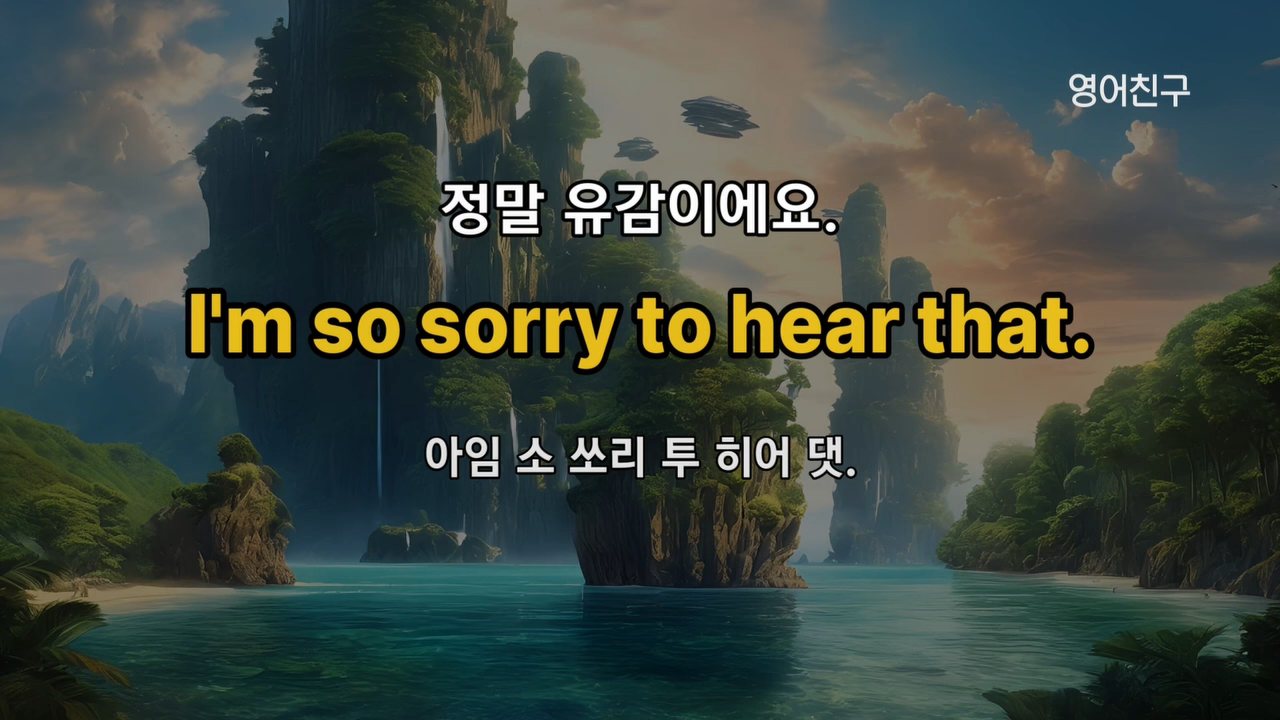 영어친구
정말 유감이에요.
I'm so sorry to hear that.
아임 소 쏘리 투 히어 댓.